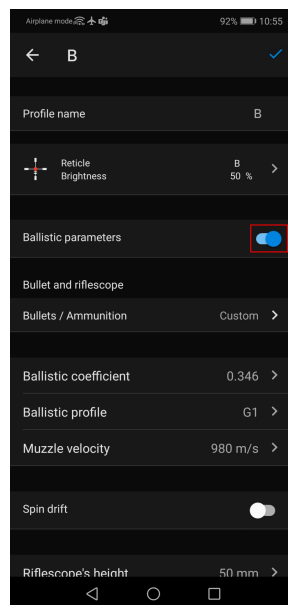 Airplane mode 92% 10:55
B
Profile name B
Reticle B
Brightness 50 %
Ballistic parameters
Bullet and riflescope
Bullets / Ammunition Custom
Ballistic coefficient 0.346
Ballistic profile G1
Muzzle velocity 980 m/s
Spin drift
Riflescope's height 50 mm